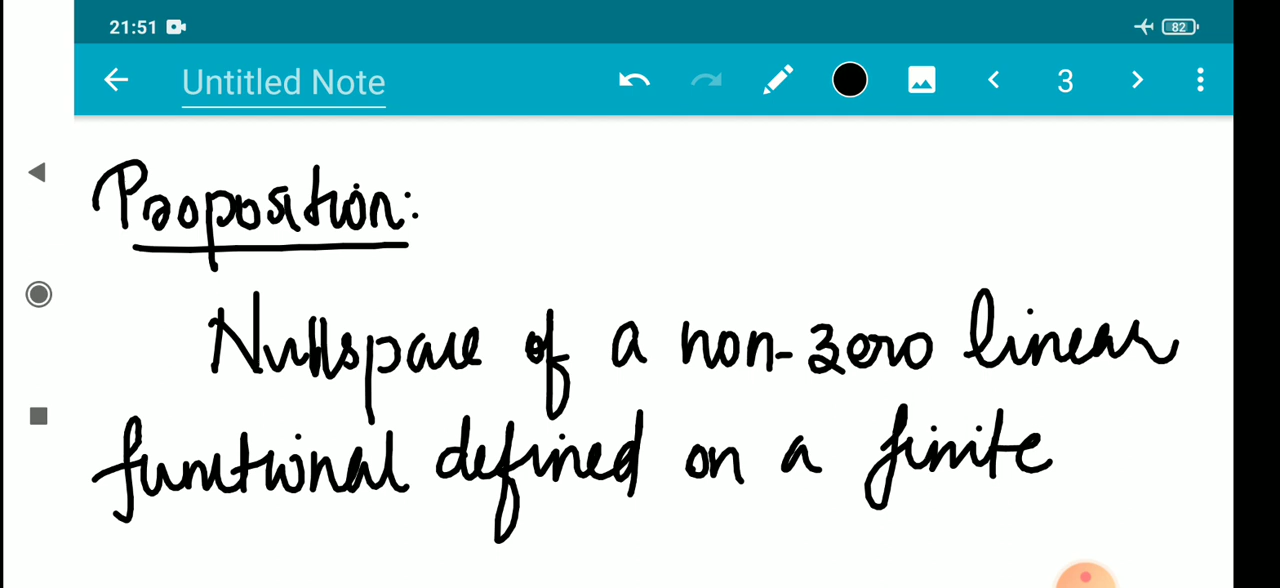 21:51
82
Untitled Note
3
Proposition:
Nullspace of a non-zero linear
functional defined on a finite